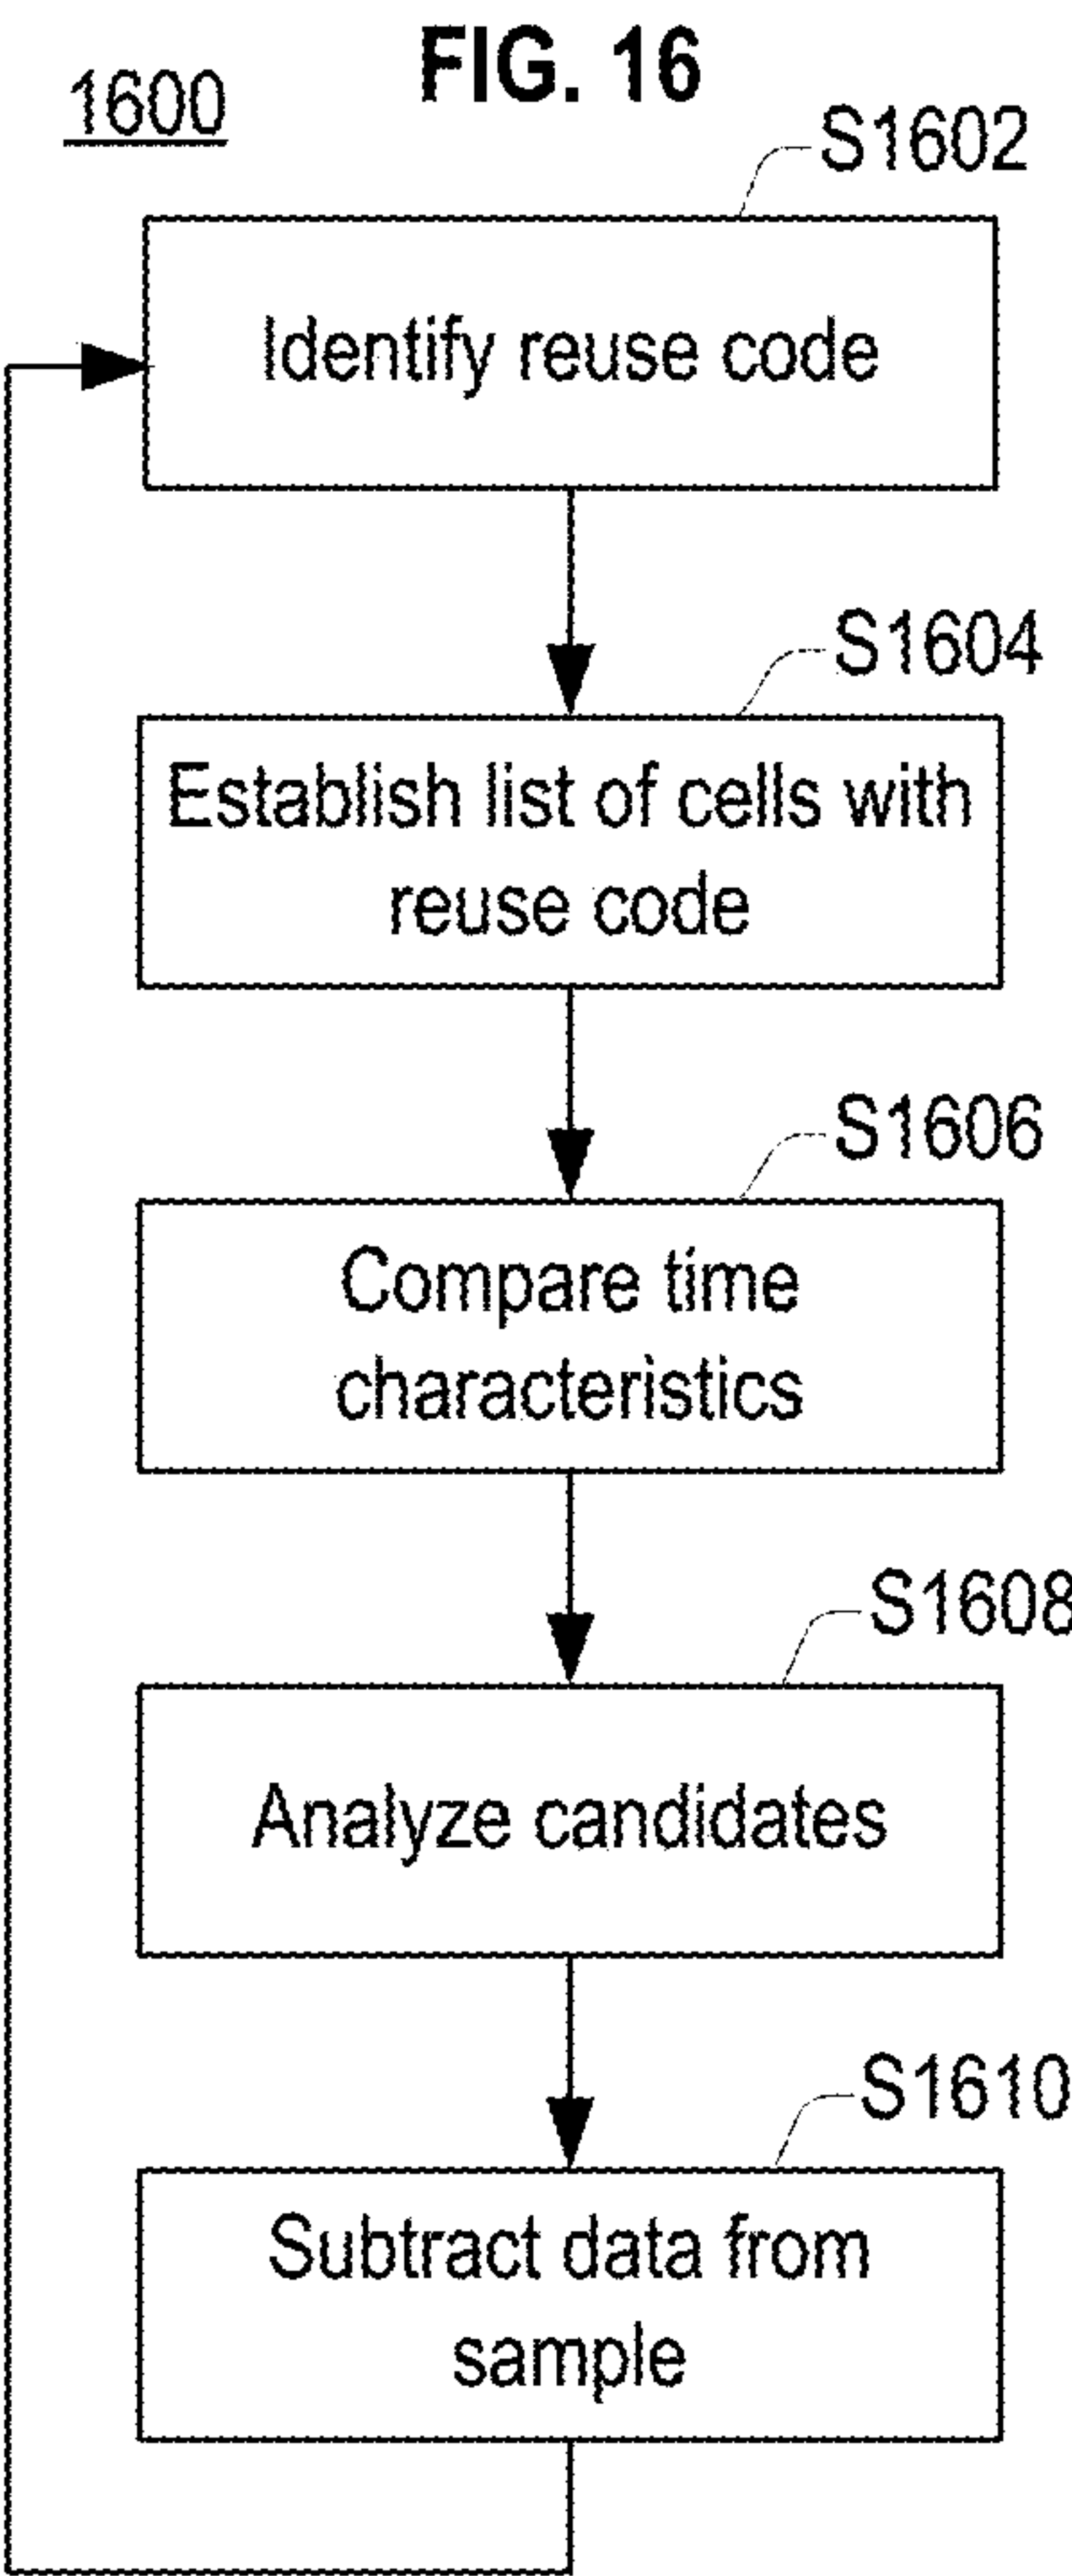 FIG. 16
1600
S1602
Identify reuse code
S1604
Establish list of cells with
reuse code
S1606
Compare time
characteristics
S1608
Analyze candidates
S1610
Subtract data from
sample